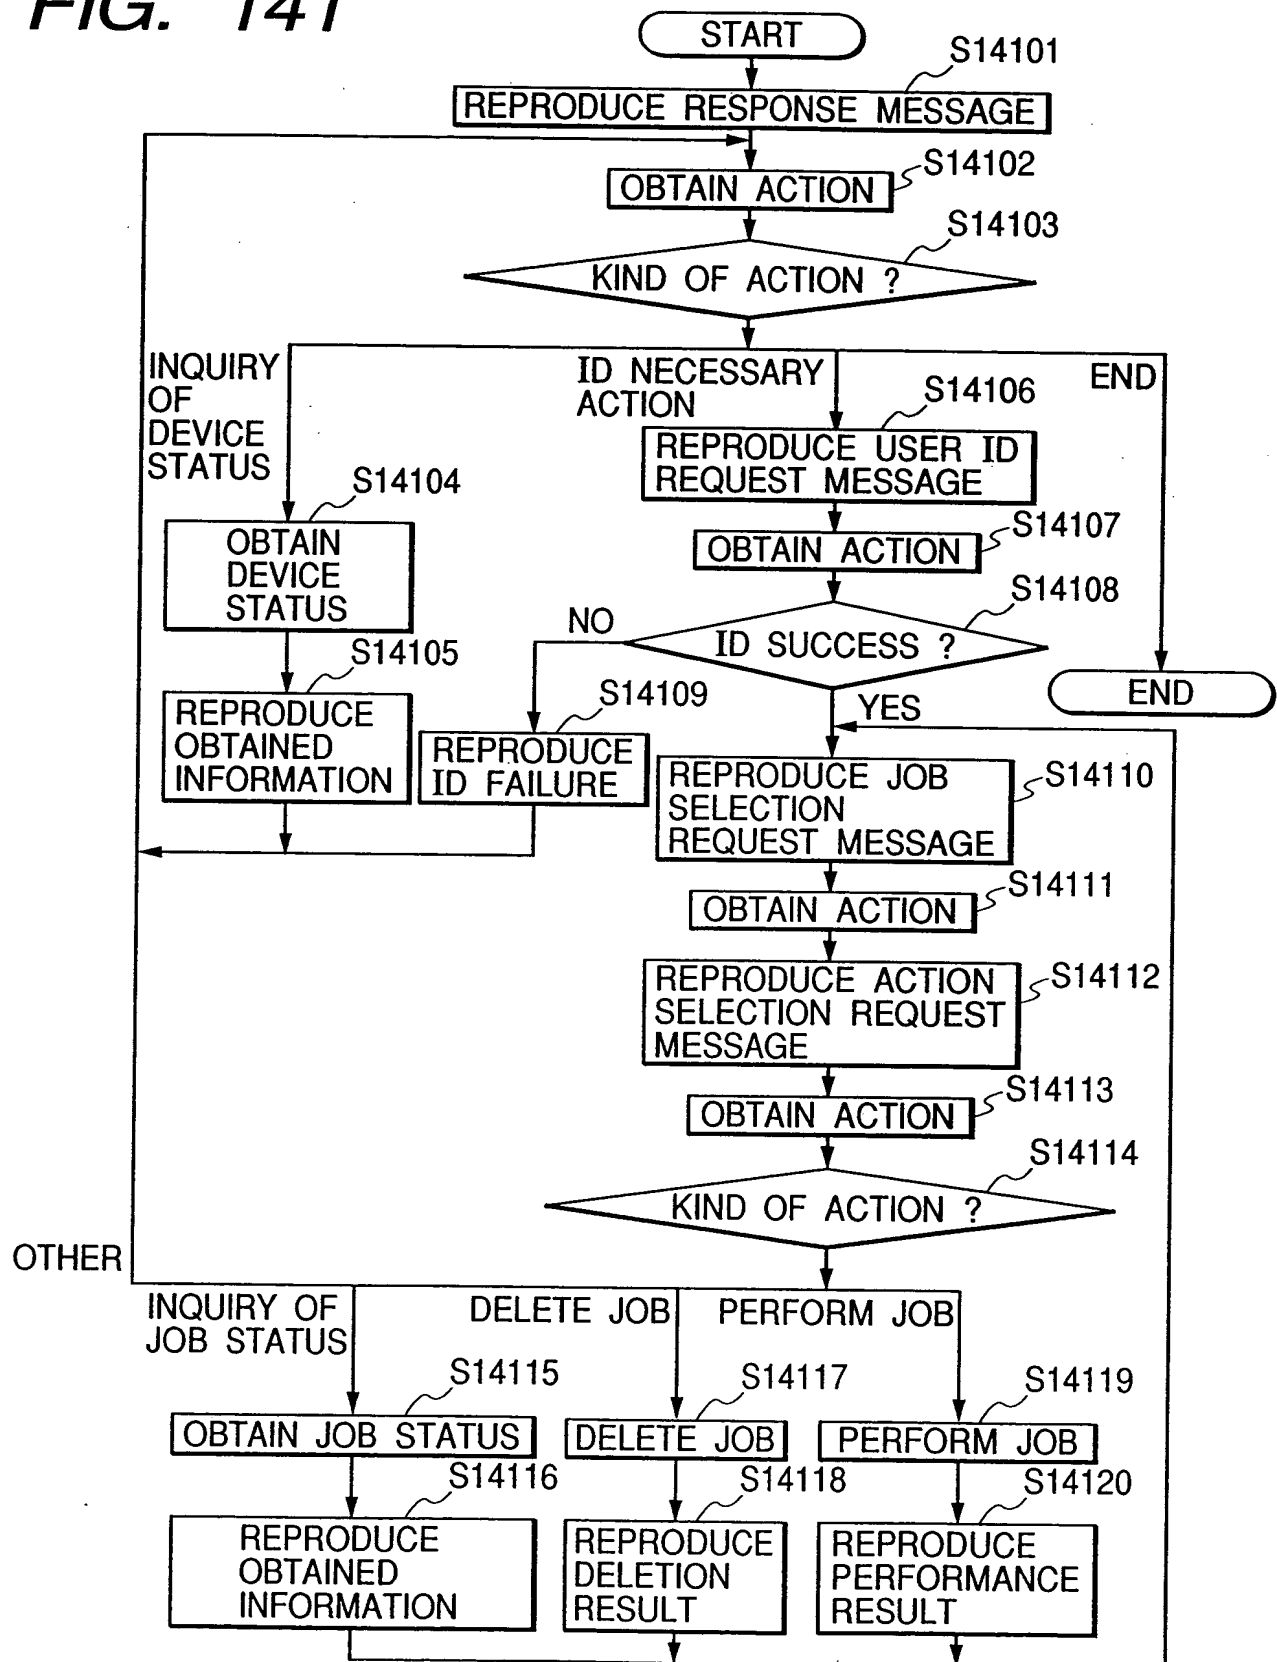 FIG. 141
START
S14101
REPRODUCE RESPONSE MESSAGE
S14102
OBTAIN ACTION
S14103
KIND OF ACTION ?
INQUIRY
OF
DEVICE
STATUS
ID NECESSARY
ACTION
END
S14106
REPRODUCE USER ID
REQUEST MESSAGE
S14104
OBTAIN
DEVICE
STATUS
S14107
OBTAIN ACTION
S14108
NO
ID SUCCESS ?
S14105
REPRODUCE
OBTAINED
INFORMATION
S14109
REPRODUCE
ID FAILURE
END
YES
S14110
REPRODUCE JOB
SELECTION
REQUEST MESSAGE
S14111
OBTAIN ACTION
S14112
REPRODUCE ACTION
SELECTION REQUEST
MESSAGE
S14113
OBTAIN ACTION
S14114
KIND OF ACTION ?
OTHER
INQUIRY OF
JOB STATUS
DELETE JOB
PERFORM JOB
S14115
OBTAIN JOB STATUS
S14117
DELETE JOB
S14119
PERFORM JOB
S14116
REPRODUCE
OBTAINED
INFORMATION
S14118
REPRODUCE
DELETION
RESULT
S14120
REPRODUCE
PERFORMANCE
RESULT